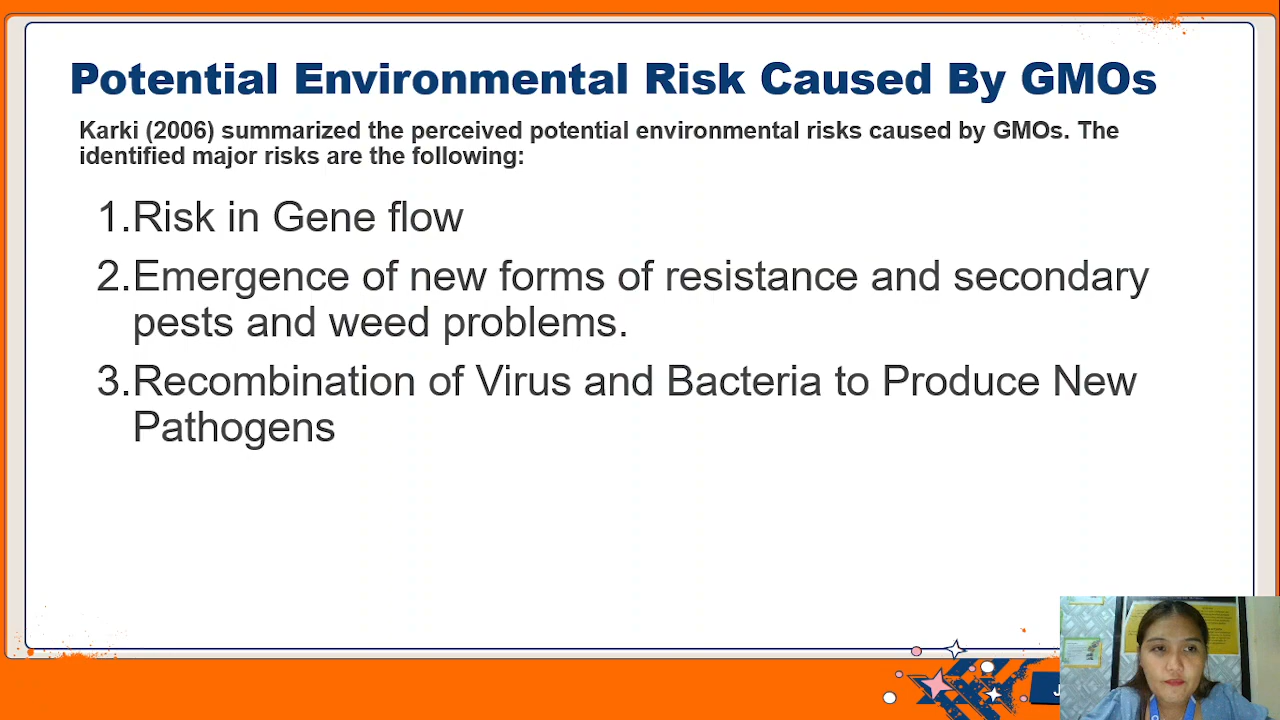 Potential Environmental Risk Caused By GMOs
Karki (2006) summarized the perceived potential environmental risks caused by GMOs. The
identified major risks are the following:
1.Risk in Gene flow
2.Emergence of new forms of resistance and secondary
pests and weed problems.
3.Recombination of Virus and Bacteria to Produce New
Pathogens